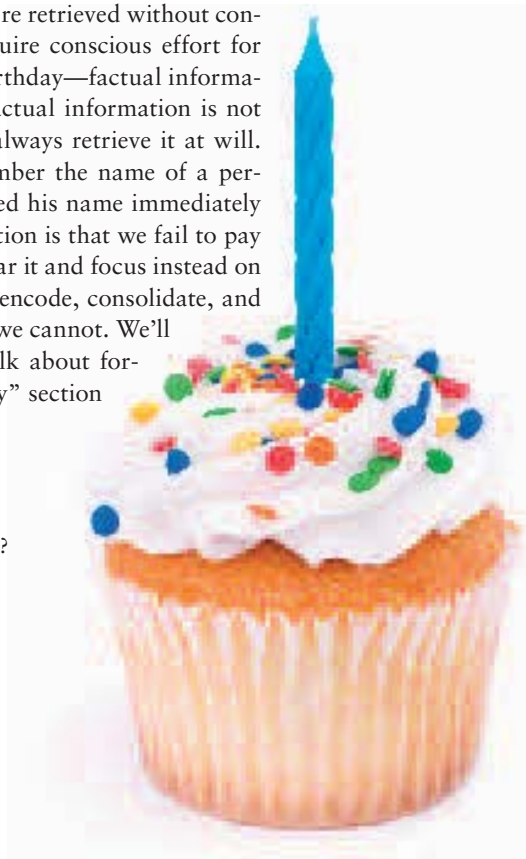 re retrieved without con-
uire conscious effort for
rthday—factual informa-
ctual information is not
always retrieve it at will.
mber the name of a per-
ed his name immediately
tion is that we fail to pay
ar it and focus instead on
encode, consolidate, and
we cannot. We’ll
lk about for-
y” section
?